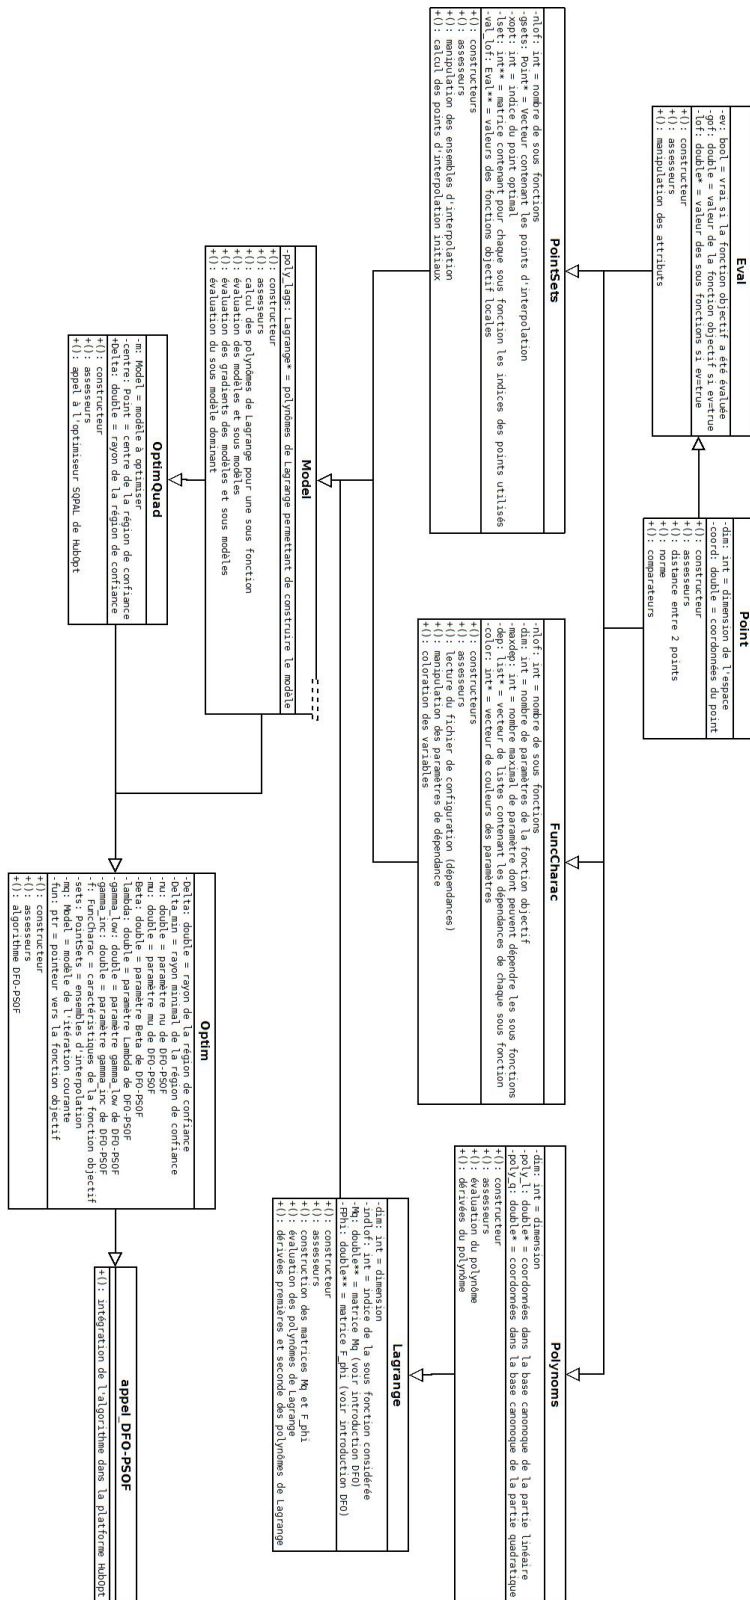 Eval
-ev: bool = vrai si la fonction objectif a été évaluée
-gof: double = valeur de la fonction objectif si ev=true
-lof: double* = valeur des sous fonctions si ev=true
+(): constructeur
+(): assesseurs
+(): manipulation des attributs
Point
-dim: int = dimension de l'espace
-coord: double = coordonnées du point
+(): constructeur
+(): assesseurs
+(): distance entre 2 points
+(): norme
+(): comparateurs
PointSets
-nlof: int = nombre de sous fonctions
-gsets: Point* = Vecteur contenant les points d'interpolation
-xopt: int = indice du point optimal
-lset: int** = matrice contenant pour chaque sous fonction les indices des points utilisés
-val_lof: Eval** = valeurs des fonctions objectif locales
+(): constructeurs
+(): assesseurs
+(): manipulation des ensembles d'interpolation
+(): calcul des points d'interpolation initiaux
FuncCharac
-nlof: int = nombre de sous fonctions
-dim: int = nombre de paramètres de la fonction objectif
-maxdep: int = nombre maximal de paramètre dont peuvent dépendre les sous fonctions
-dep: list* = vecteur de listes contenant les dépendances de chaque sous fonction
-color: int* = vecteur de couleurs des paramètres
+(): constructeurs
+(): assesseurs
+(): lecture du fichier de configuration (dépendances)
+(): manipulation des paramètres de dépendance
+(): coloration des variables
Polynoms
-dim: int = dimension
-poly_l: double* = coordonnées dans la base canonoque de la partie linéaire
-poly_q: double* = coordonnées dans la base canonoque de la partie quadratique
+(): constructeur
+(): assesseurs
+(): évaluation du polynôme
+(): dérivées du polynôme
Model
-poly_lags: Lagrange* = polynômes de Lagrange permettant de construire le modèle
+(): constructeur
+(): assesseurs
+(): calcul des polynômes de Lagrange pour une sous fonction
+(): évaluation des modèles et sous modèles
+(): évaluation des gradients des modèles et sous modèles
+(): évaluation du sous modèle dominant
Lagrange
-dim: int = dimension
-indlof: int = indice de la sous fonction considérée
-Mq: double** = matrice Mq (voir introduction DFO)
-FPhi: double** = matrice F_phi (voir introduction DFO)
+(): constructeur
+(): assesseurs
+(): construction des matrices Mq et F_phi
+(): évaluation des polynômes de Lagrange
+(): dérivées premières et seconde des polynômes de Lagrange
OptimQuad
-m: Model = modèle à optimiser
-centre: Point = centre de la région de confiance
+Delta: double = rayon de la région de confiance
+(): constructeur
+(): assesseurs
+(): appel à l'optimiseur SQPAL de HubOpt
Optim
-Delta: double = rayon de la région de confiance
-Delta_min = rayon minimal de la région de confiance
-nu: double = paramètre nu de DFO-PSOF
-mu: double = paramètre mu de DFO-PSOF
-Beta: double = paramètre Beta de DFO-PSOF
-lambda: double = paramètre Lambda de DFO-PSOF
-gamma_low: double = paramètre gamma_low de DFO-PSOF
-gamma_inc: double = paramètre gamma_inc de DFO-PSOF
-f: FuncCharac = caractéristiques de la fonction objectif
-sets: PointSets = ensembles d'interpolation
-mq: Model = modèle de l'itération courante
-fun: ptr = pointeur vers la fonction objectif
+(): constructeur
+(): assesseurs
+(): algorithme DFO-PSOF
appel_DFO-PSOF
+(): intégration de l'algorithme dans la platforme HubOpt